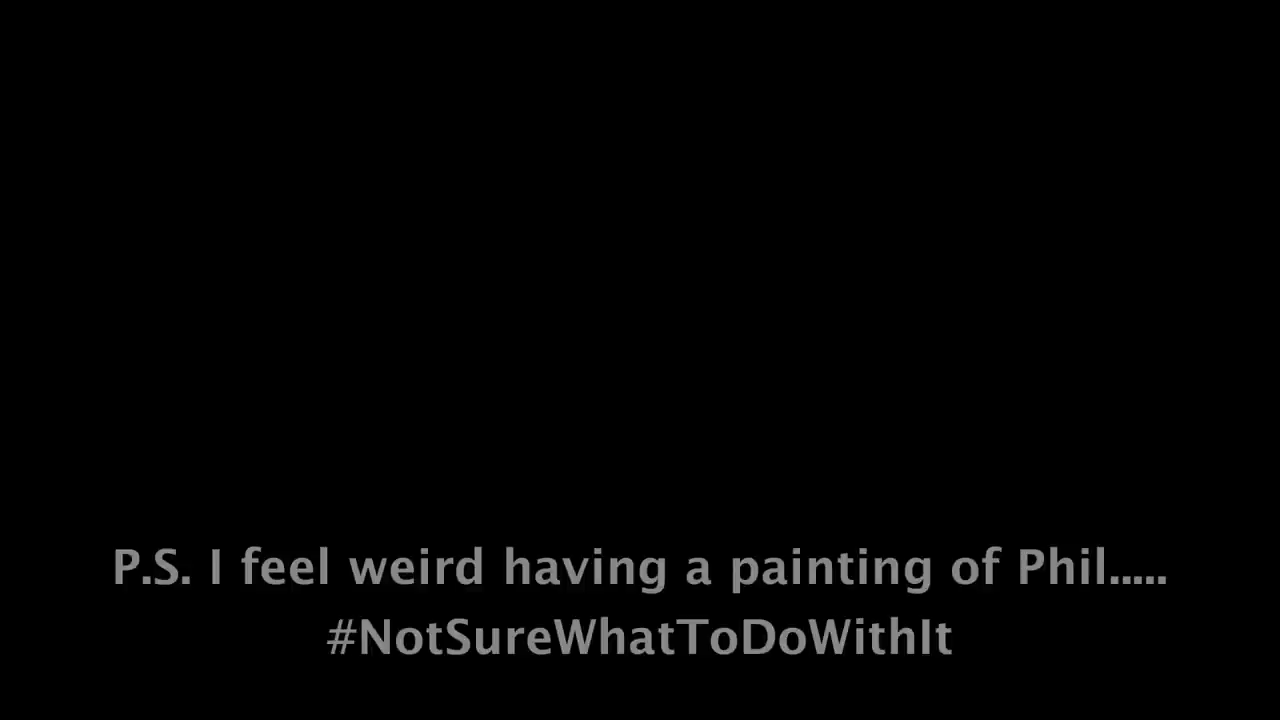 P.S. I feel weird having a painting of Phil.....
#NotSureWhatToDoWithIt